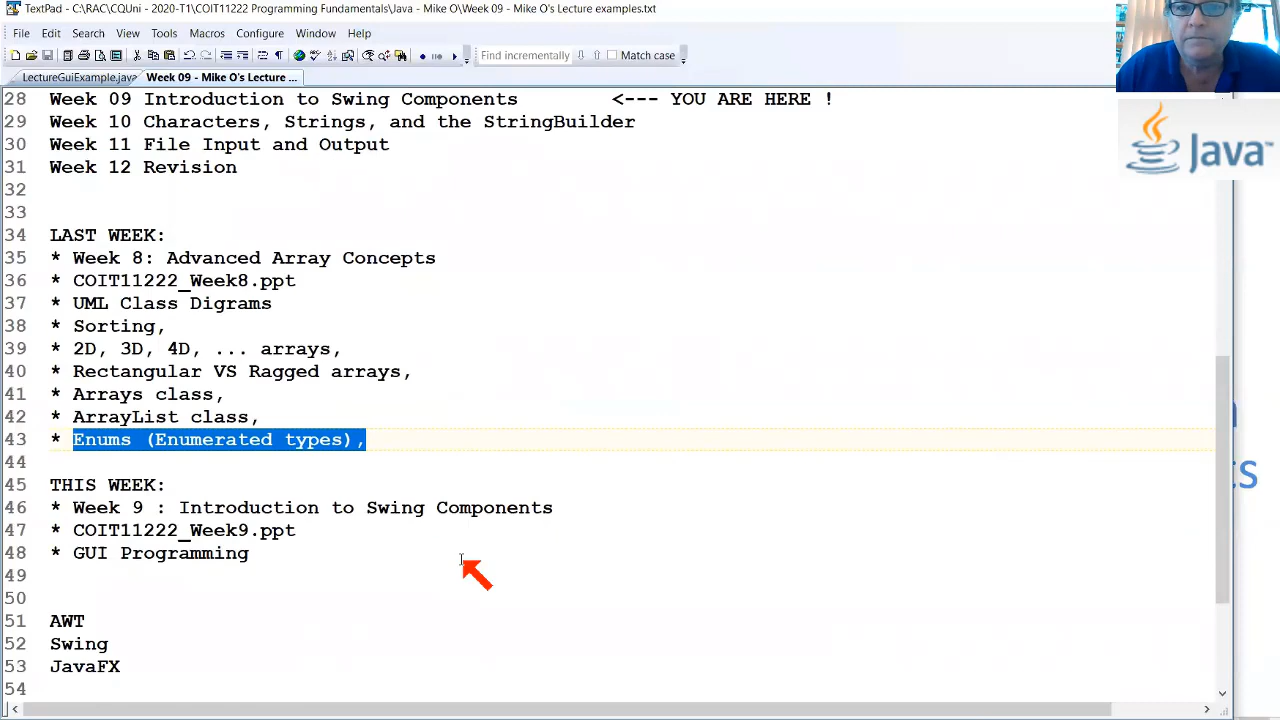 TextPad - C:\RAC\CQUni - 2020-T1\COIT11222 Programming Fundamentals\Java - Mike O\Week 09 - Mike O's Lecture examples.txt
File Edit Search View Tools Macros Configure Window Help
Find incrementally Match case
LectureGuiExample.java Week 09 - Mike O's Lecture ...
28 Week 09 Introduction to Swing Components <--- YOU ARE HERE !
29 Week 10 Characters, Strings, and the StringBuilder
30 Week 11 File Input and Output
31 Week 12 Revision
32
33
34 LAST WEEK:
35 * Week 8: Advanced Array Concepts
36 * COIT11222_Week8.ppt
37 * UML Class Digrams
38 * Sorting,
39 * 2D, 3D, 4D, ... arrays,
40 * Rectangular VS Ragged arrays,
41 * Arrays class,
42 * ArrayList class,
43 * Enums (Enumerated types),
44
45 THIS WEEK:
46 * Week 9 : Introduction to Swing Components
47 * COIT11222_Week9.ppt
48 * GUI Programming
49
50
51 AWT
52 Swing
53 JavaFX
54
Java™
ts